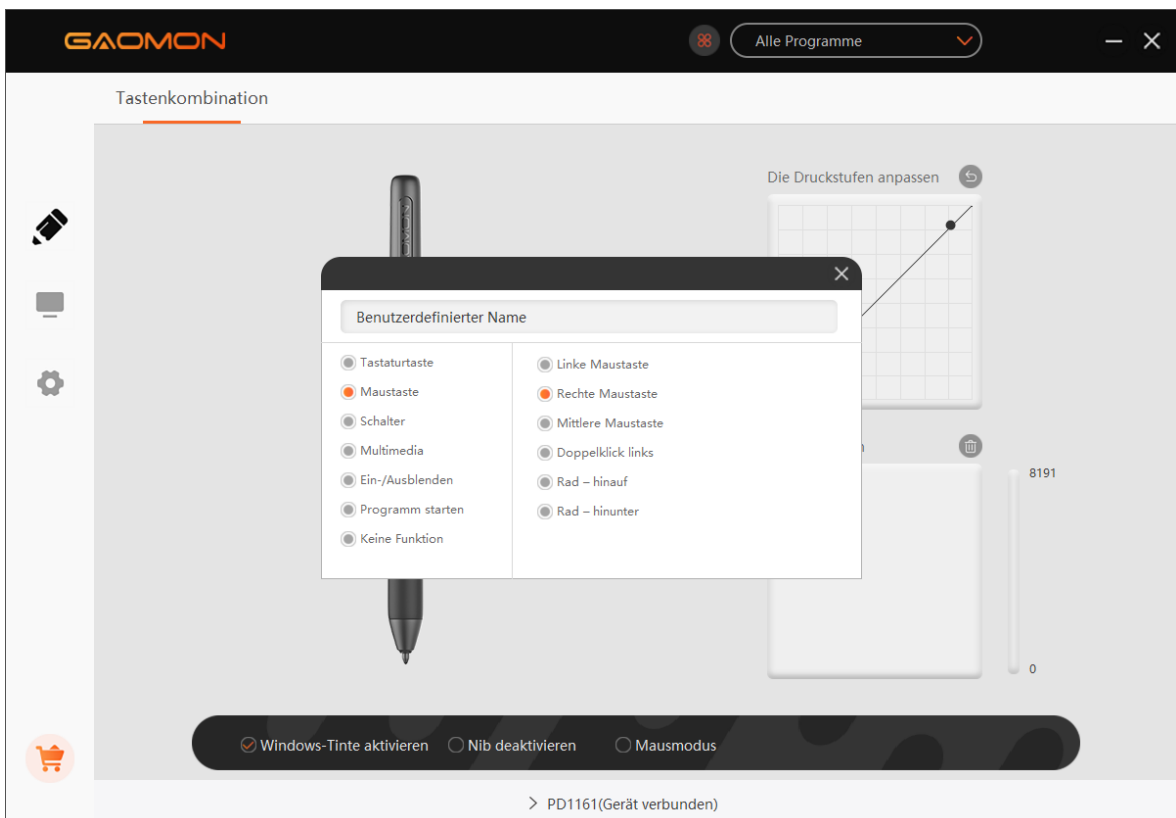 GAOMON
Alle Programme
Tastenkombination
Die Druckstufen anpassen
GAOMON
Benutzerdefinierter Name
Tastaturtaste
Maustaste
Schalter
Multimedia
Ein-/Ausblenden
Programm starten
Keine Funktion
Linke Maustaste
Rechte Maustaste
Mittlere Maustaste
Doppelklick links
Rad – hinauf
Rad – hinunter
8191
0
Windows-Tinte aktivieren
Nib deaktivieren
Mausmodus
PD1161(Gerät verbunden)